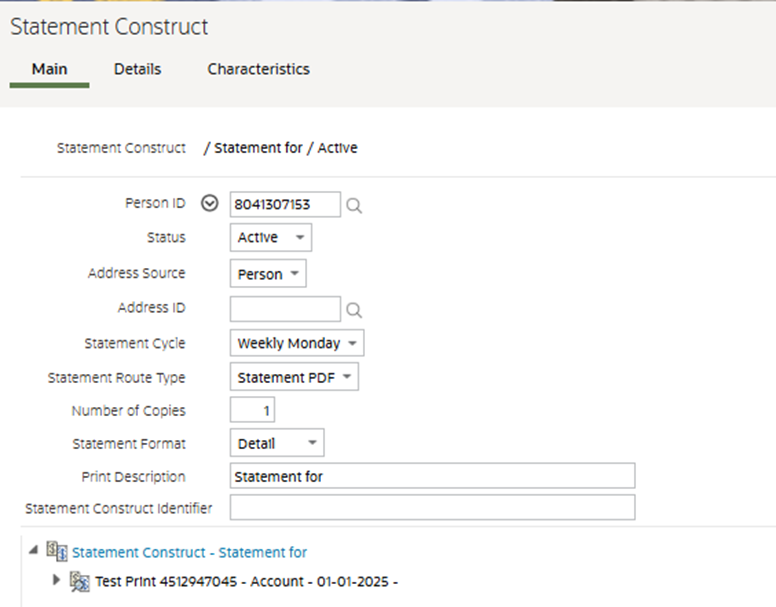 Statement Construct
Main Details Characteristics
Statement Construct / Statement for / Active
Person ID 8041307153
Status Active
Address Source Person
Address ID
Statement Cycle Weekly Monday
Statement Route Type Statement PDF
Number of Copies 1
Statement Format Detail
Print Description Statement for
Statement Construct Identifier
Statement Construct - Statement for
Test Print 4512947045 - Account - 01-01-2025 -